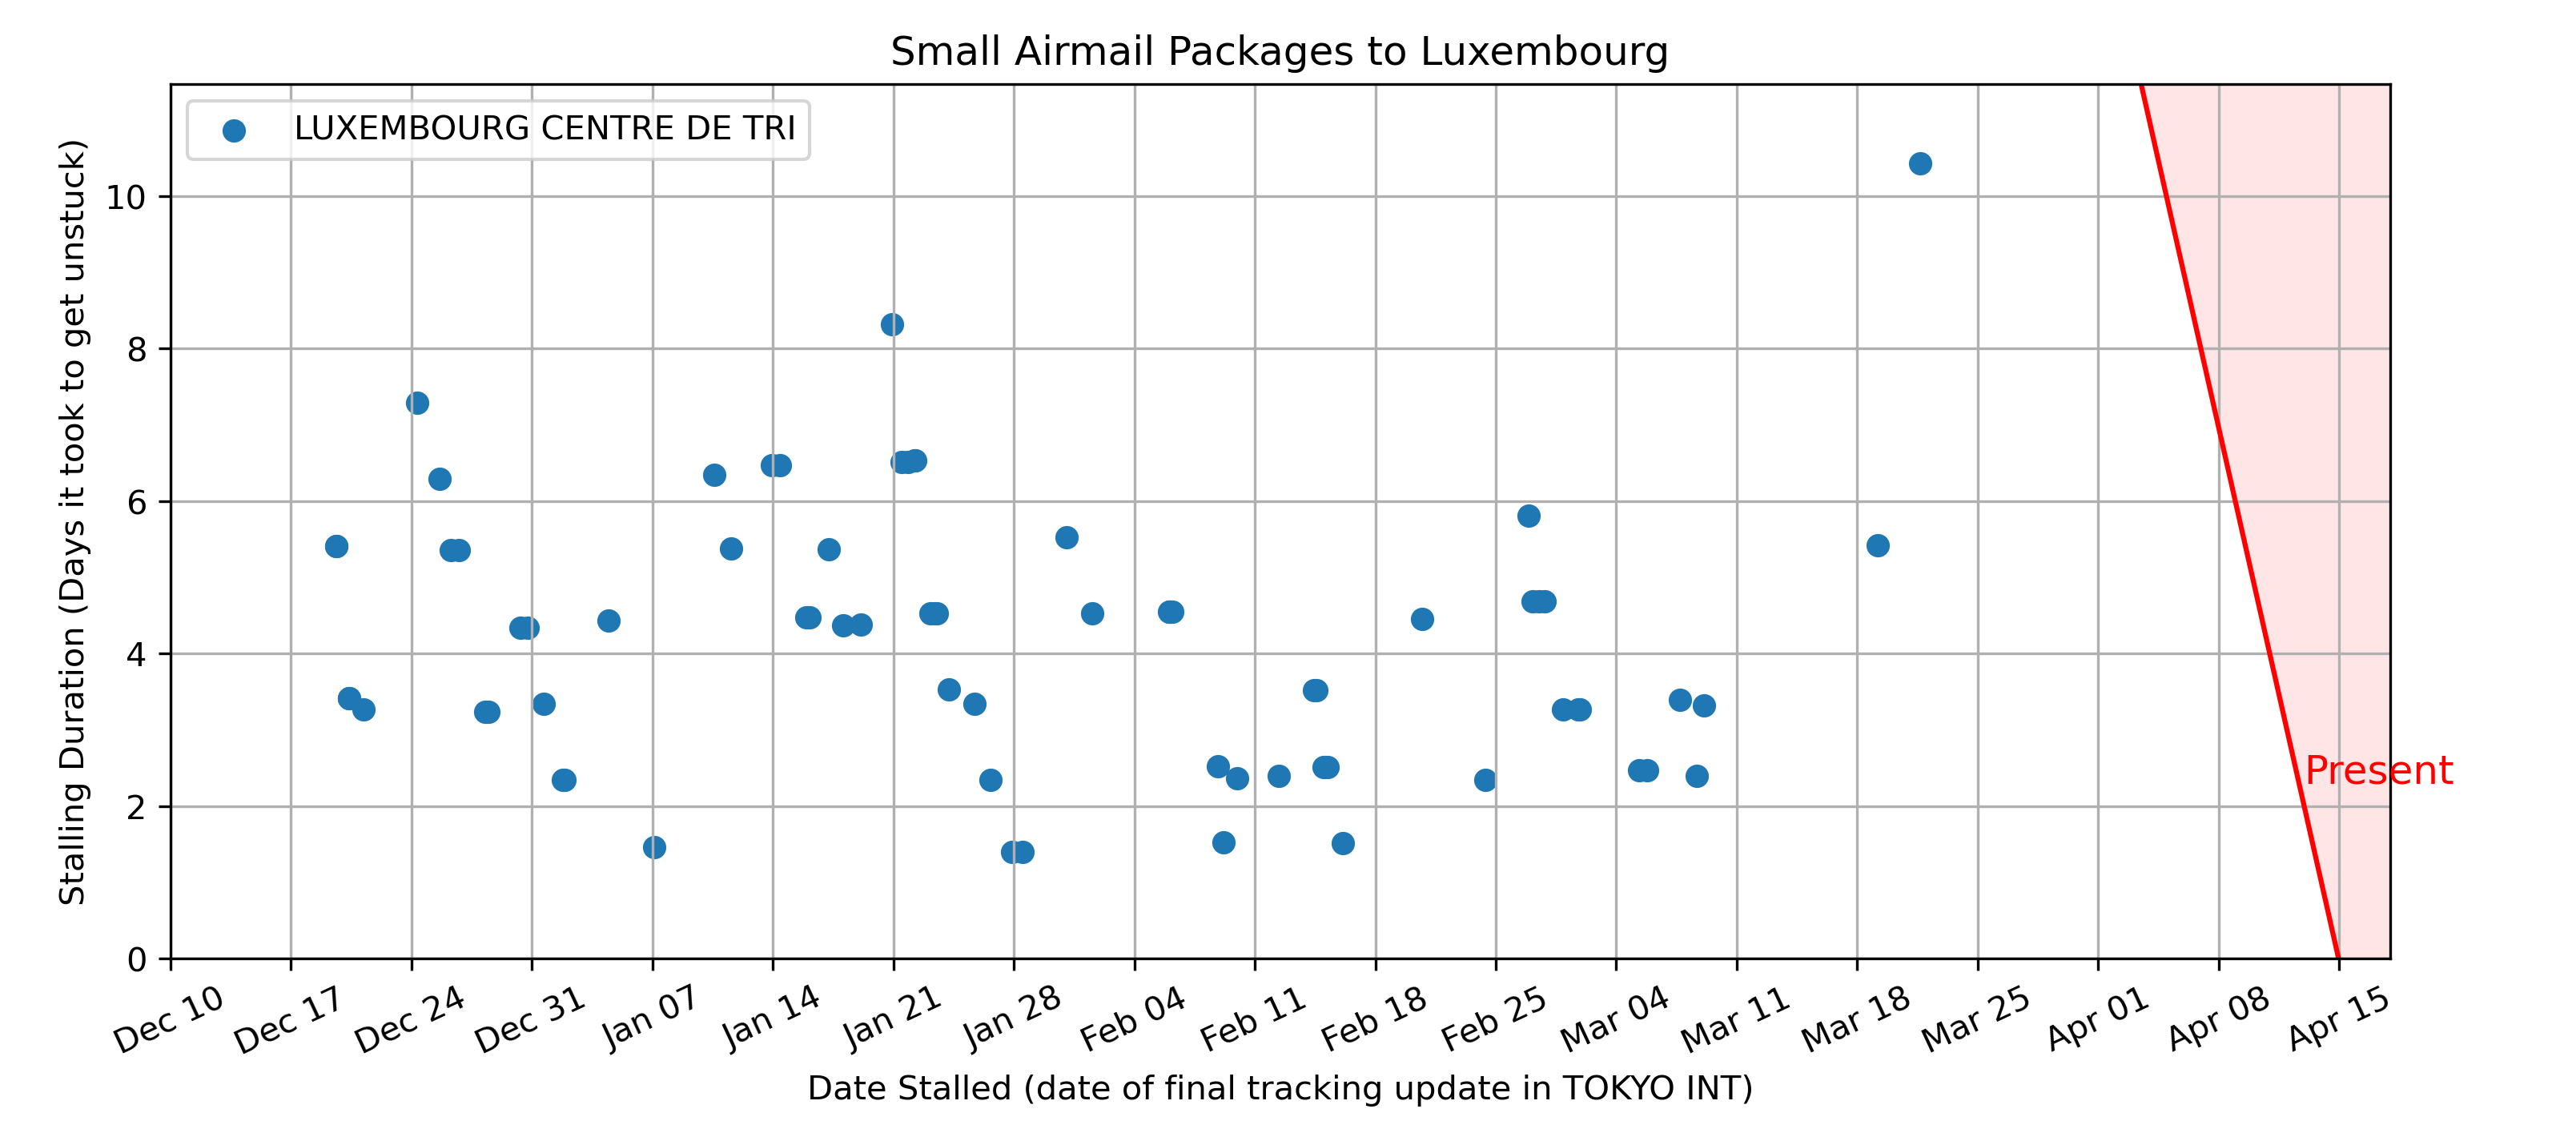 Small Airmail Packages to Luxembourg
LUXEMBOURG CENTRE DE TRI
Stalling Duration (Days it took to get unstuck)
10
8
6
4
2
0
Present
Dec 10
Dec 17
Dec 24
Dec 31
Jan 07
Jan 14
Jan 21
Jan 28
Feb 04
Feb 11
Feb 18
Feb 25
Mar 04
Mar 11
Mar 18
Mar 25
Apr 01
Apr 08
Apr 15
Date Stalled (date of final tracking update in TOKYO INT)